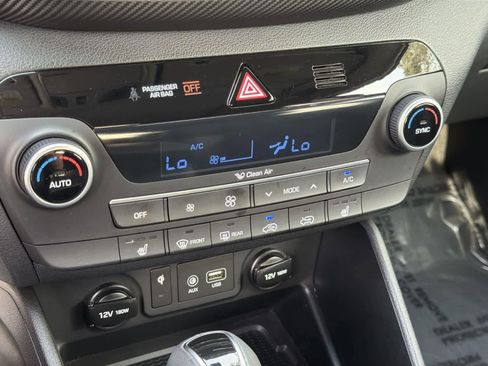 PASSENGER
AIR BAG OFF
A/C
Lo Lo
Clean Air
AUTO
SYNC
OFF MODE A/C
FRONT REAR
AUX USB
12V 180W
12V 180W